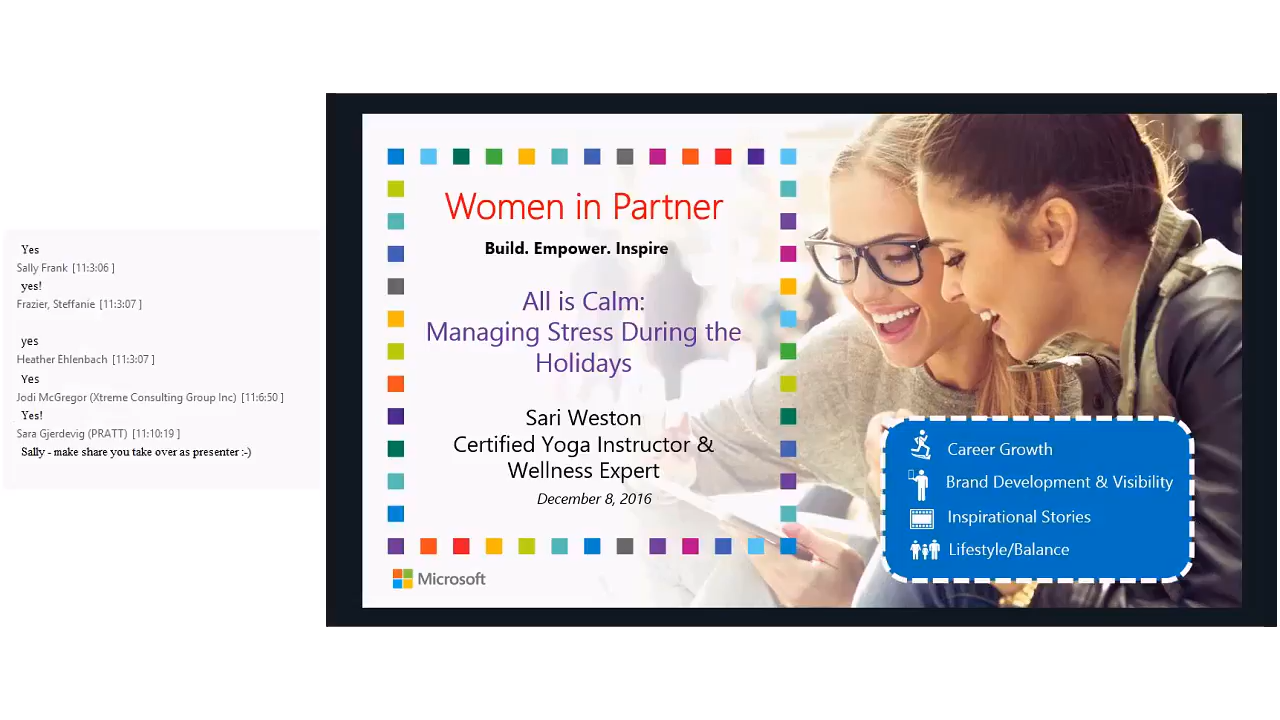 Yes
Sally Frank [11:3:06 ]
yes!
Frazier, Steffanie [11:3:07 ]
yes
Heather Ehlenbach [11:3:07 ]
Yes
Jodi McGregor (Xtreme Consulting Group Inc) [11:6:50 ]
Yes!
Sara Gjerdevig (PRATT) [11:10:19 ]
Sally - make share you take over as presenter :-)
Women in Partner
Build. Empower. Inspire
All is Calm:
Managing Stress During the
Holidays
Sari Weston
Certified Yoga Instructor &
Wellness Expert
December 8, 2016
Microsoft
Career Growth
Brand Development & Visibility
Inspirational Stories
Lifestyle/Balance